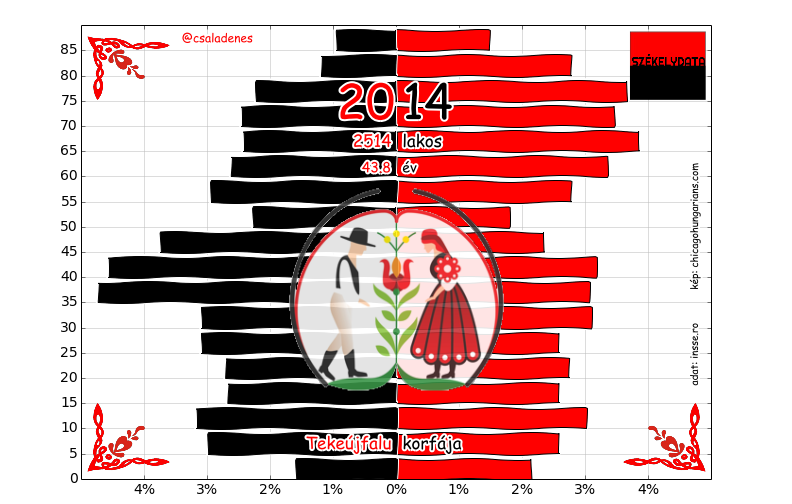 @csaladenes
SZÉKELYDATA
2014
2514 lakos
43.8 év
kép: chicagohungarians.com
adat: insse.ro
Tekeújfalu korfája
85
80
75
70
65
60
55
50
45
40
35
30
25
20
15
10
5
0
4% 3% 2% 1% 0% 1% 2% 3% 4%